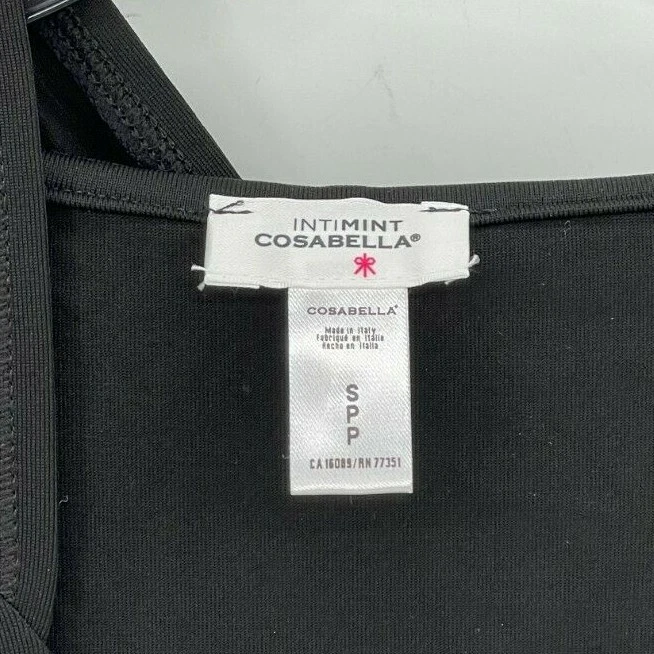 INTIMINT
COSABELLA®
COSABELLA®
Made in Italy
Fabriqué en Italie
Hecho en Italia
S
P
P
CA 16089/RN 77351